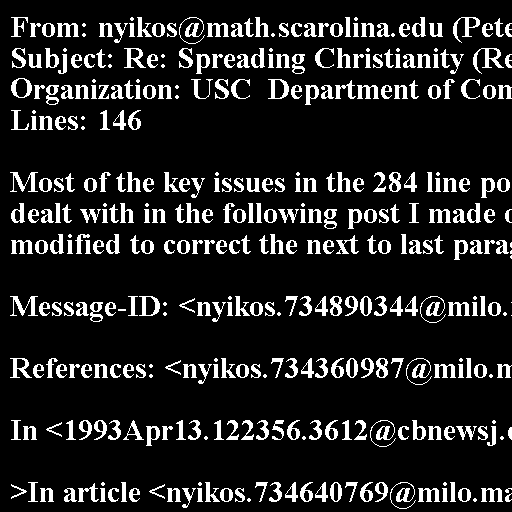 From: nyikos@math.scarolina.edu (Pete
Subject: Re: Spreading Christianity (Re
Organization: USC  Department of Com
Lines: 146

Most of the key issues in the 284 line po
dealt with in the following post I made o
modified to correct the next to last para
Message-ID: <nyikos.734890344@milo.
References: <nyikos.734360987@milo.m
In <1993Apr13.122356.3612@cbnewsj.
>In article <nyikos.734640769@milo.ma